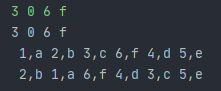 3 0 6 f
3 0 6 f
1,a 2,b 3,c 6,f 4,d 5,e
2,b 1,a 6,f 4,d 3,c 5,e